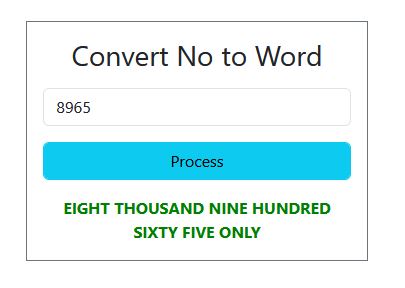 Convert No to Word
8965
Process
EIGHT THOUSAND NINE HUNDRED
SIXTY FIVE ONLY